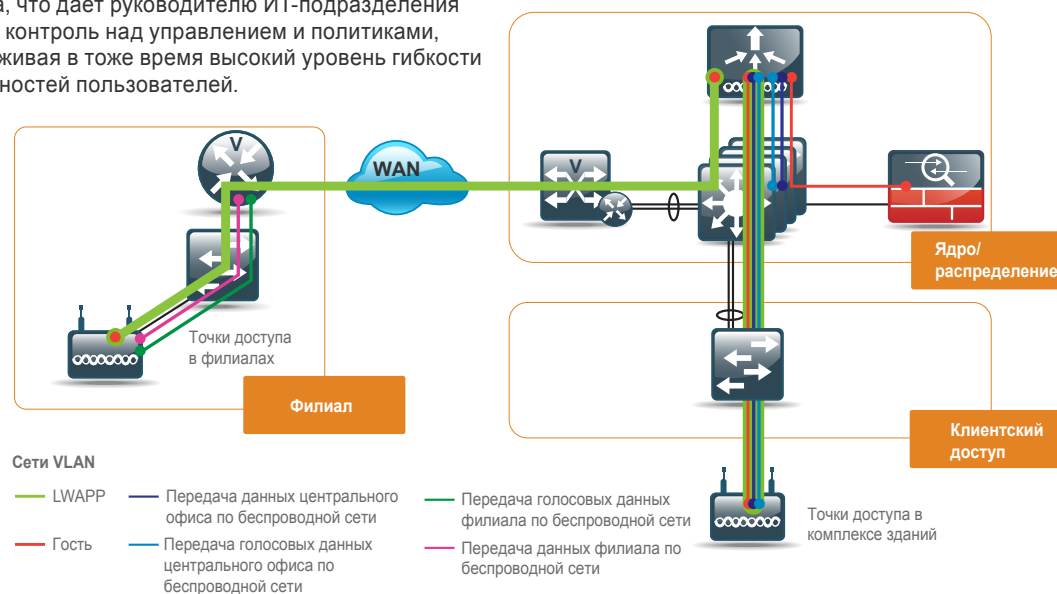 что дает руководителю ИТ-подразделения
контроль над управлением и политиками,
в тоже время высокий уровень гибкости
пользователей.
V
WAN
V
Ядро/
распределение
Точки доступа
в филиалах
Филиал
Клиентский
доступ
Сети VLAN
LWAPP
Гость
Передача данных центрального
офиса по беспроводной сети
Передача голосовых данных
центрального офиса по
беспроводной сети
Передача голосовых данных
филиала по беспроводной сети
Передача данных филиала по
беспроводной сети
Точки доступа в
комплексе зданий